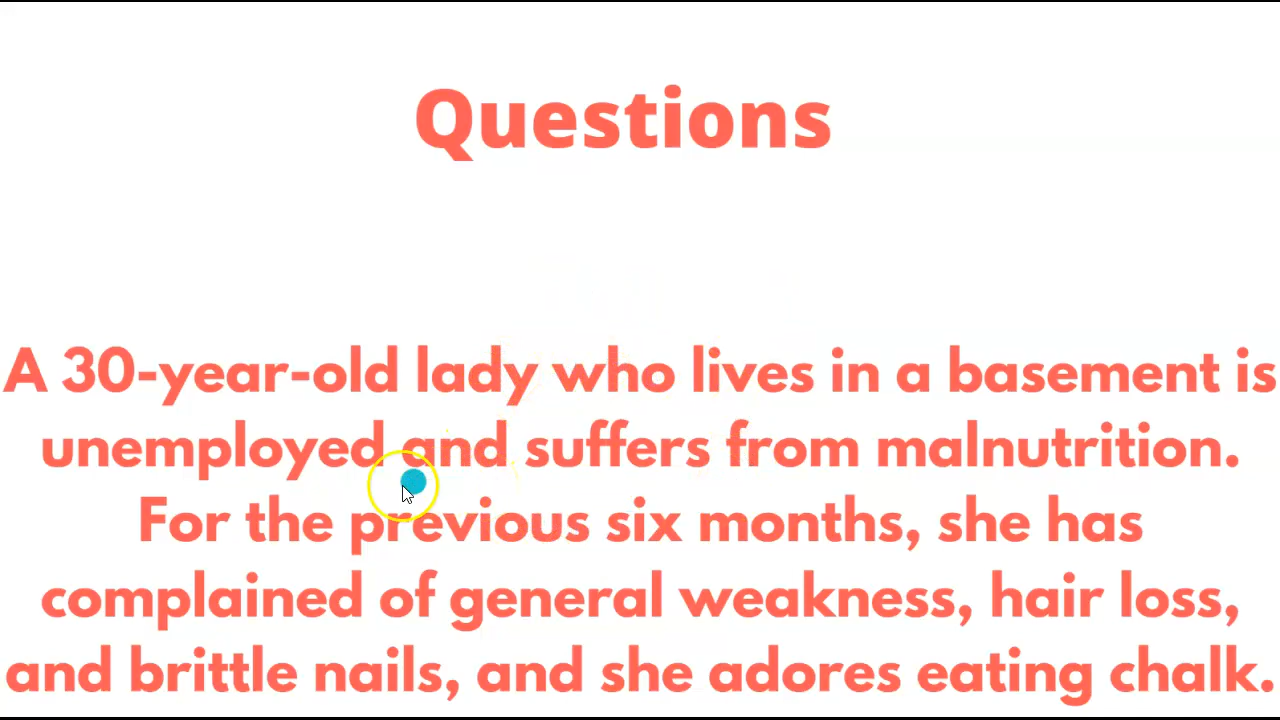 Questions
A 30-year-old lady who lives in a basement is
unemployed and suffers from malnutrition.
For the previous six months, she has
complained of general weakness, hair loss,
and brittle nails, and she adores eating chalk.